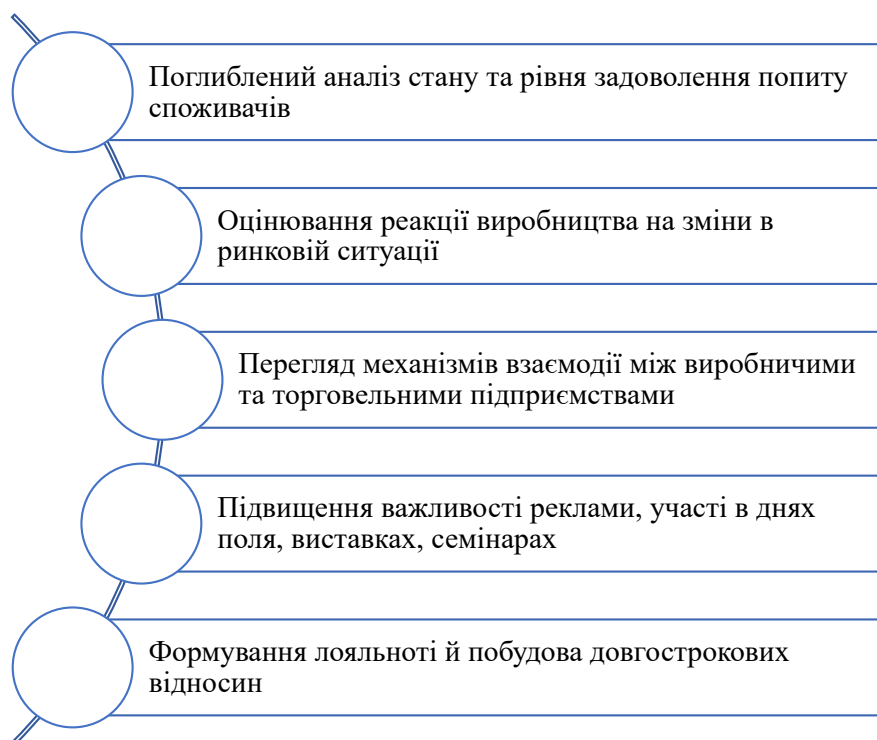 Поглиблений аналіз стану та рівня задоволення попиту
споживачів
Оцінювання реакції виробництва на зміни в
ринковій ситуації
Перегляд механізмів взаємодії між виробничими
та торговельними підприємствами
Підвищення важливості реклами, участі в днях
поля, виставках, семінарах
Формування лояльноті й побудова довгострокових
відносин